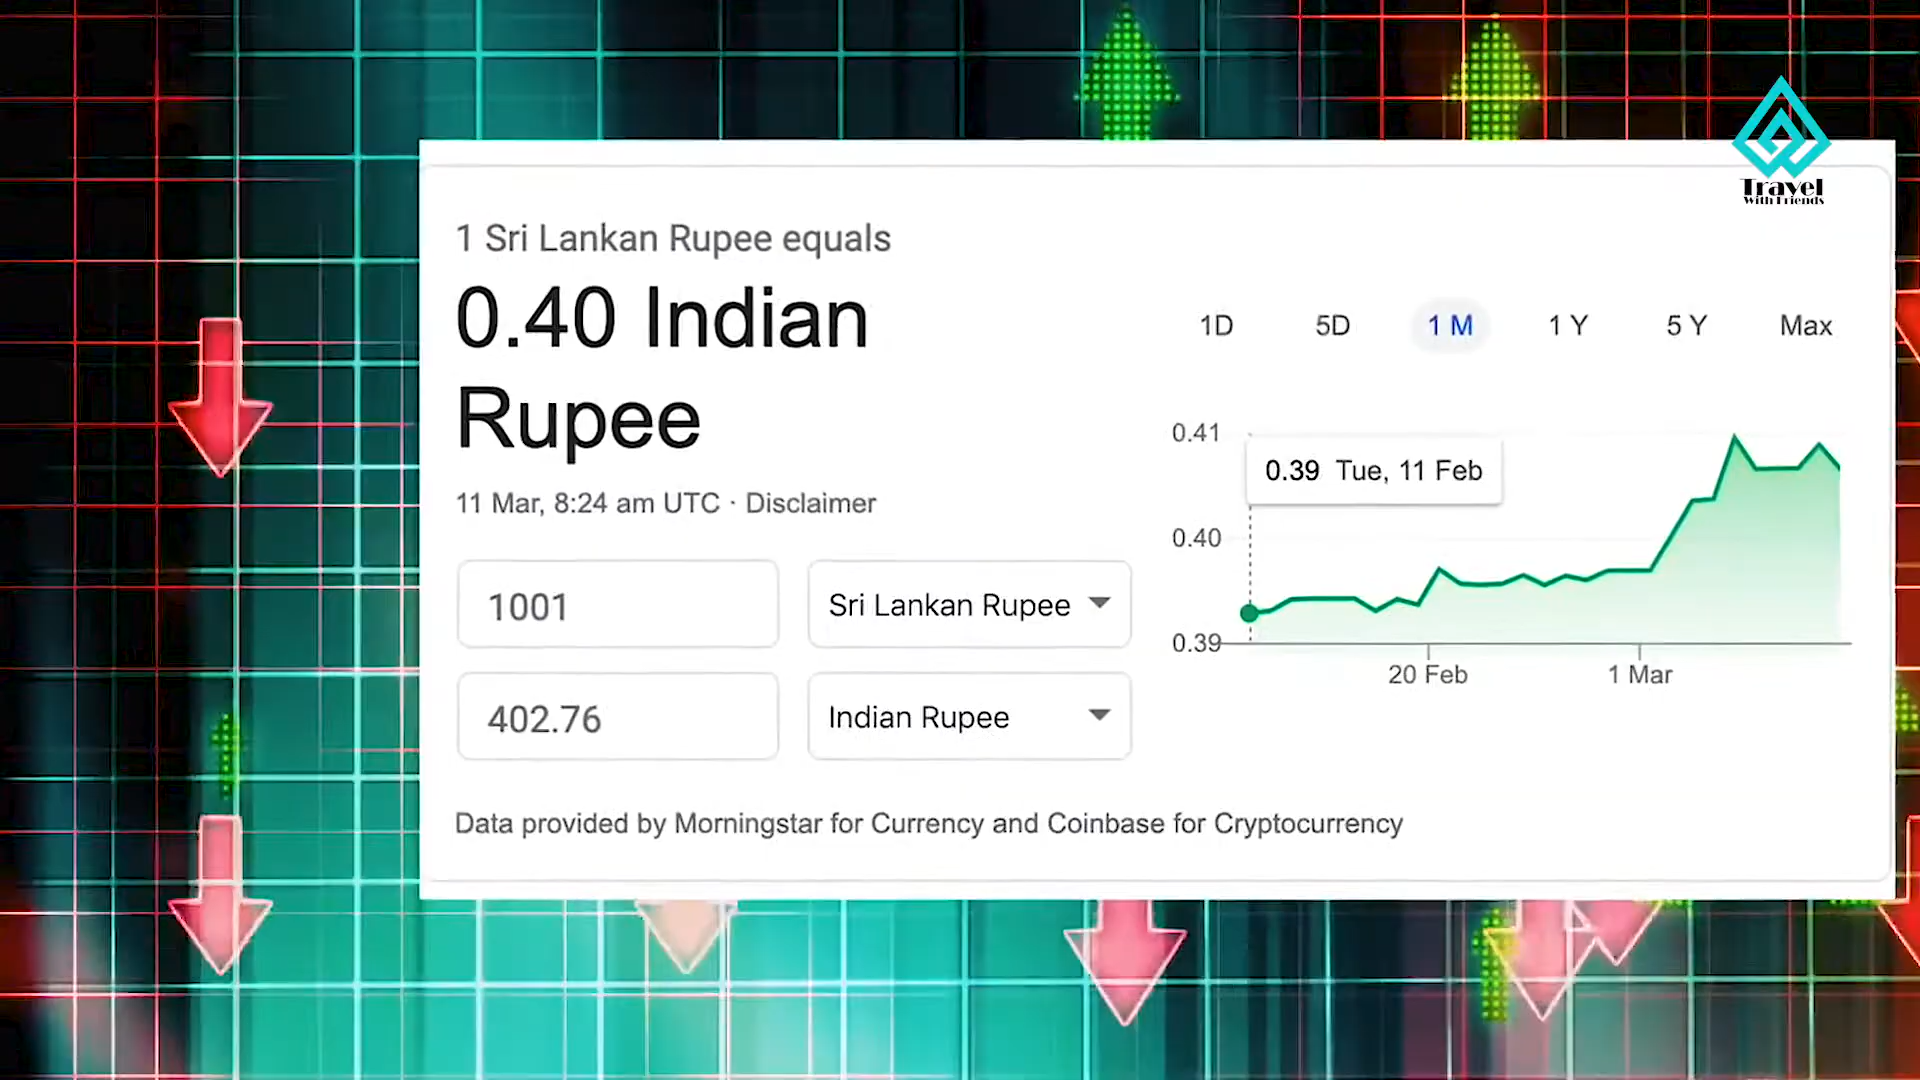 Travel
With Friends
1 Sri Lankan Rupee equals
0.40 Indian
Rupee
11 Mar, 8:24 am UTC · Disclaimer
1001
Sri Lankan Rupee
402.76
Indian Rupee
1D 5D 1 M 1 Y 5 Y Max
0.41
0.39 Tue, 11 Feb
0.40
0.39
20 Feb 1 Mar
Data provided by Morningstar for Currency and Coinbase for Cryptocurrency